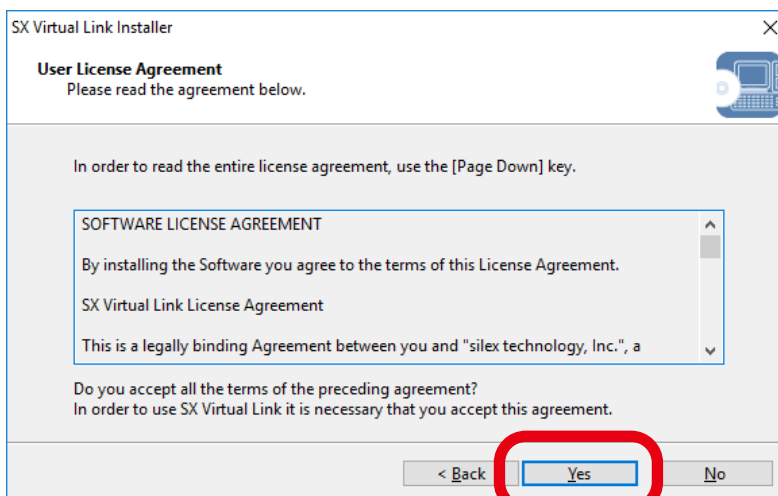 SX Virtual Link Installer
User License Agreement
Please read the agreement below.
In order to read the entire license agreement, use the [Page Down] key.
SOFTWARE LICENSE AGREEMENT
By installing the Software you agree to the terms of this License Agreement.
SX Virtual Link License Agreement
This is a legally binding Agreement between you and "silex technology, Inc.", a
Do you accept all the terms of the preceding agreement?
In order to use SX Virtual Link it is necessary that you accept this agreement.
< Back
Yes
No